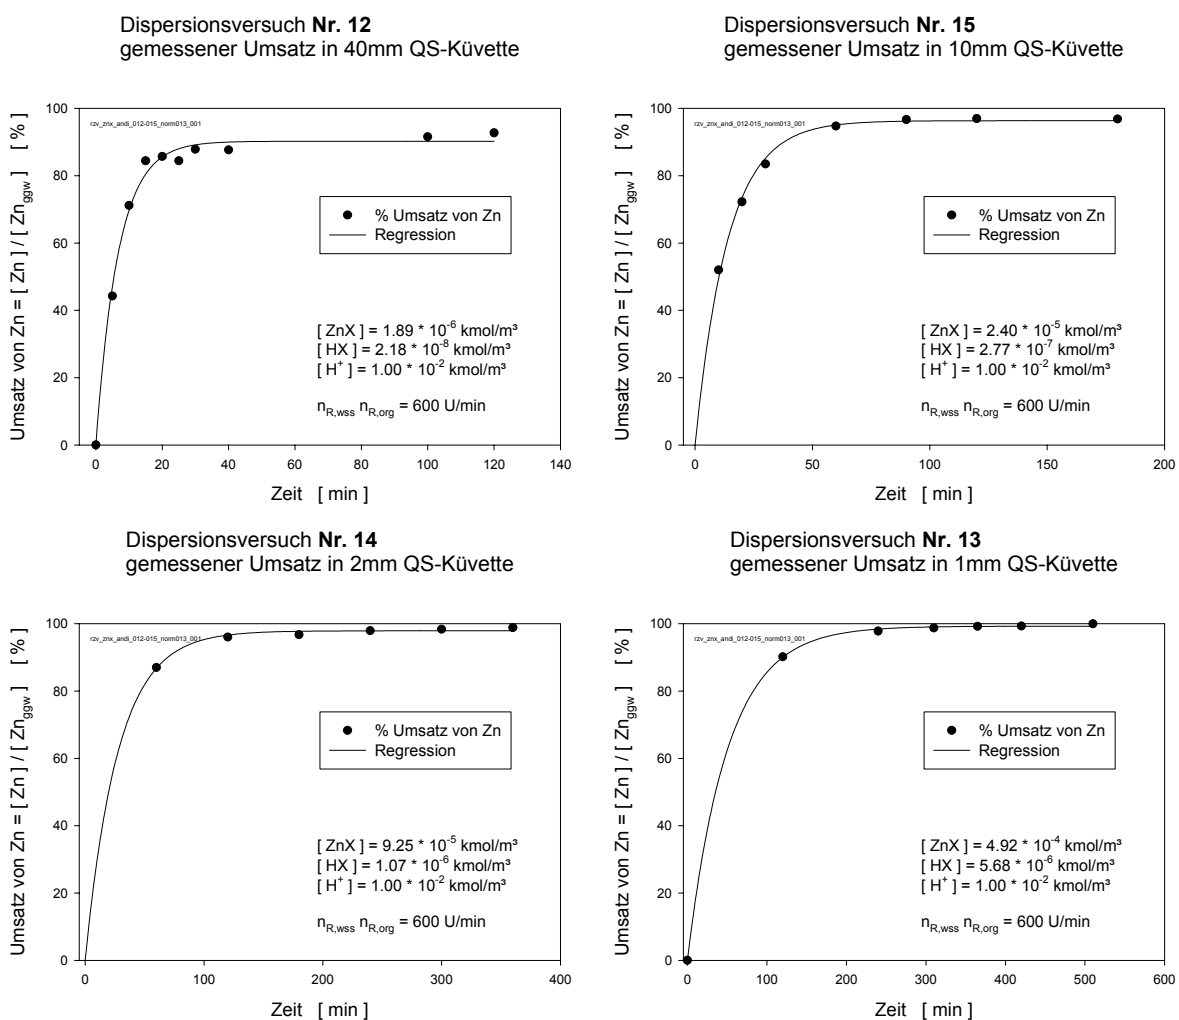 Dispersionsversuch Nr. 12
gemessener Umsatz in 40mm QS-Küvette
rzv_znx_andi_012-015_norm013_001
Umsatz von Zn = [ Zn ] / [ Zn_ggw ] [ % ]
100
80
60
40
20
0
% Umsatz von Zn
Regression
[ ZnX ] = 1.89 * 10^-6 kmol/m³
[ HX ] = 2.18 * 10^-8 kmol/m³
[ H^+ ] = 1.00 * 10^-2 kmol/m³
n_R,wss n_R,org = 600 U/min
0 20 40 60 80 100 120 140
Zeit [ min ]
Dispersionsversuch Nr. 15
gemessener Umsatz in 10mm QS-Küvette
rzv_znx_andi_012-015_norm013_001
Umsatz von Zn = [ Zn ] / [ Zn_ggw ] [ % ]
100
80
60
40
20
0
% Umsatz von Zn
Regression
[ ZnX ] = 2.40 * 10^-5 kmol/m³
[ HX ] = 2.77 * 10^-7 kmol/m³
[ H^+ ] = 1.00 * 10^-2 kmol/m³
n_R,wss n_R,org = 600 U/min
0 50 100 150 200
Zeit [ min ]
Dispersionsversuch Nr. 14
gemessener Umsatz in 2mm QS-Küvette
rzv_znx_andi_012-015_norm013_001
Umsatz von Zn = [ Zn ] / [ Zn_ggw ] [ % ]
100
80
60
40
20
0
% Umsatz von Zn
Regression
[ ZnX ] = 9.25 * 10^-5 kmol/m³
[ HX ] = 1.07 * 10^-6 kmol/m³
[ H^+ ] = 1.00 * 10^-2 kmol/m³
n_R,wss n_R,org = 600 U/min
0 100 200 300 400
Zeit [ min ]
Dispersionsversuch Nr. 13
gemessener Umsatz in 1mm QS-Küvette
rzv_znx_andi_012-015_norm013_001
Umsatz von Zn = [ Zn ] / [ Zn_ggw ] [ % ]
100
80
60
40
20
0
% Umsatz von Zn
Regression
[ ZnX ] = 4.92 * 10^-4 kmol/m³
[ HX ] = 5.68 * 10^-6 kmol/m³
[ H^+ ] = 1.00 * 10^-2 kmol/m³
n_R,wss n_R,org = 600 U/min
0 100 200 300 400 500 600
Zeit [ min ]